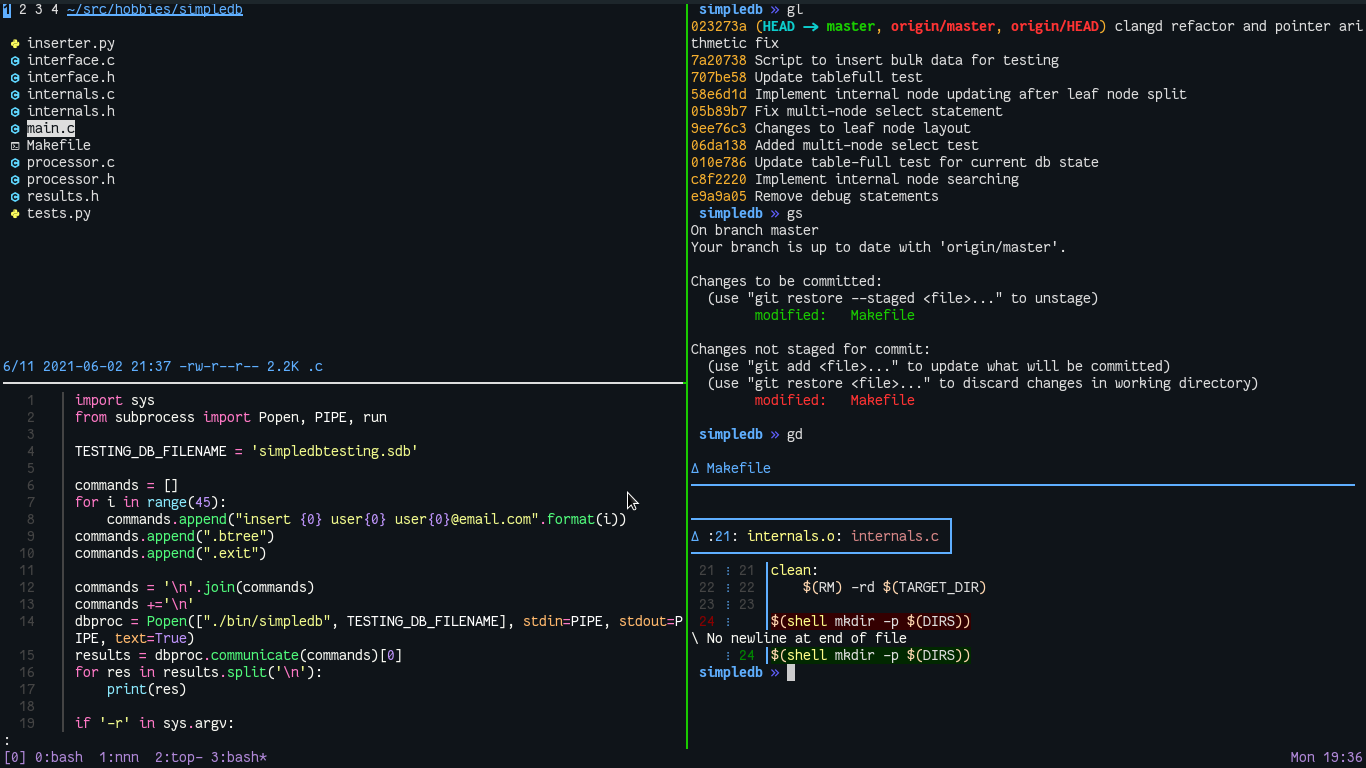 1 2 3 4 ~/src/hobbies/simpledb
inserter.py
interface.c
interface.h
internals.c
internals.h
main.c
Makefile
processor.c
processor.h
results.h
tests.py
6/11 2021-06-02 21:37 -rw-r--r-- 2.2K .c
1 import sys
2 from subprocess import Popen, PIPE, run
3
4 TESTING_DB_FILENAME = 'simpledbtesting.sdb'
5
6 commands = []
7 for i in range(45):
8     commands.append("insert {0} user{0} user{0}@email.com".format(i))
9 commands.append(".btree")
10 commands.append(".exit")
11
12 commands = '\n'.join(commands)
13 commands +='\n'
14 dbproc = Popen(["./bin/simpledb", TESTING_DB_FILENAME], stdin=PIPE, stdout=P
IPE, text=True)
15 results = dbproc.communicate(commands)[0]
16 for res in results.split('\n'):
17     print(res)
18
19 if '-r' in sys.argv:
:
simpledb » gl
023273a (HEAD -> master, origin/master, origin/HEAD) clangd refactor and pointer ari
thmetic fix
7a20738 Script to insert bulk data for testing
707be58 Update tablefull test
58e6d1d Implement internal node updating after leaf node split
05b89b7 Fix multi-node select statement
9ee76c3 Changes to leaf node layout
06da138 Added multi-node select test
010e786 Update table-full test for current db state
c8f2220 Implement internal node searching
e9a9a05 Remove debug statements
simpledb » gs
On branch master
Your branch is up to date with 'origin/master'.
Changes to be committed:
  (use "git restore --staged <file>..." to unstage)
        modified:   Makefile
Changes not staged for commit:
  (use "git add <file>..." to update what will be committed)
  (use "git restore <file>..." to discard changes in working directory)
        modified:   Makefile
simpledb » gd
Δ Makefile
Δ :21: internals.o: internals.c
21 ⋮ 21 │clean:
22 ⋮ 22 │    $(RM) -rd $(TARGET_DIR)
23 ⋮ 23 │
24 ⋮    │$(shell mkdir -p $(DIRS))
\ No newline at end of file
   ⋮ 24 │$(shell mkdir -p $(DIRS))
simpledb »
[0] 0:bash  1:nnn  2:top- 3:bash*
Mon 19:36